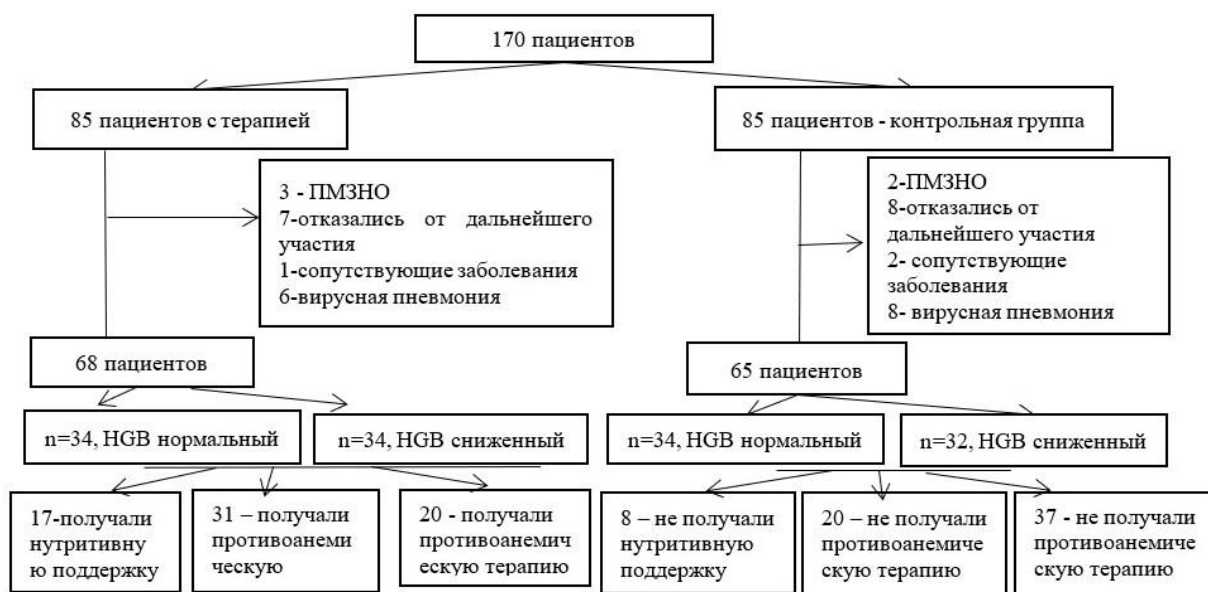 170 пациентов
85 пациентов с терапией
85 пациентов - контрольная группа
3 - ПМЗНО
7-отказались от дальнейшего
участия
1-сопутствующие заболевания
6-вирусная пневмония
2-ПМЗНО
8-отказались от
дальнейшего участия
2- сопутствующие
заболевания
8- вирусная пневмония
68 пациентов
65 пациентов
n=34, HGB нормальный
n=34, HGB сниженный
n=34, HGB нормальный
n=32, HGB сниженный
17-получали
нутритивну
ю поддержку
31 – получали
противоанеми
ческую
20 - получали
противоанемич
ескую терапию
8 – не получали
нутритивную
поддержку
20 – не получали
противоанемиче
скую терапию
37 - не получали
противоанемиче
скую терапию